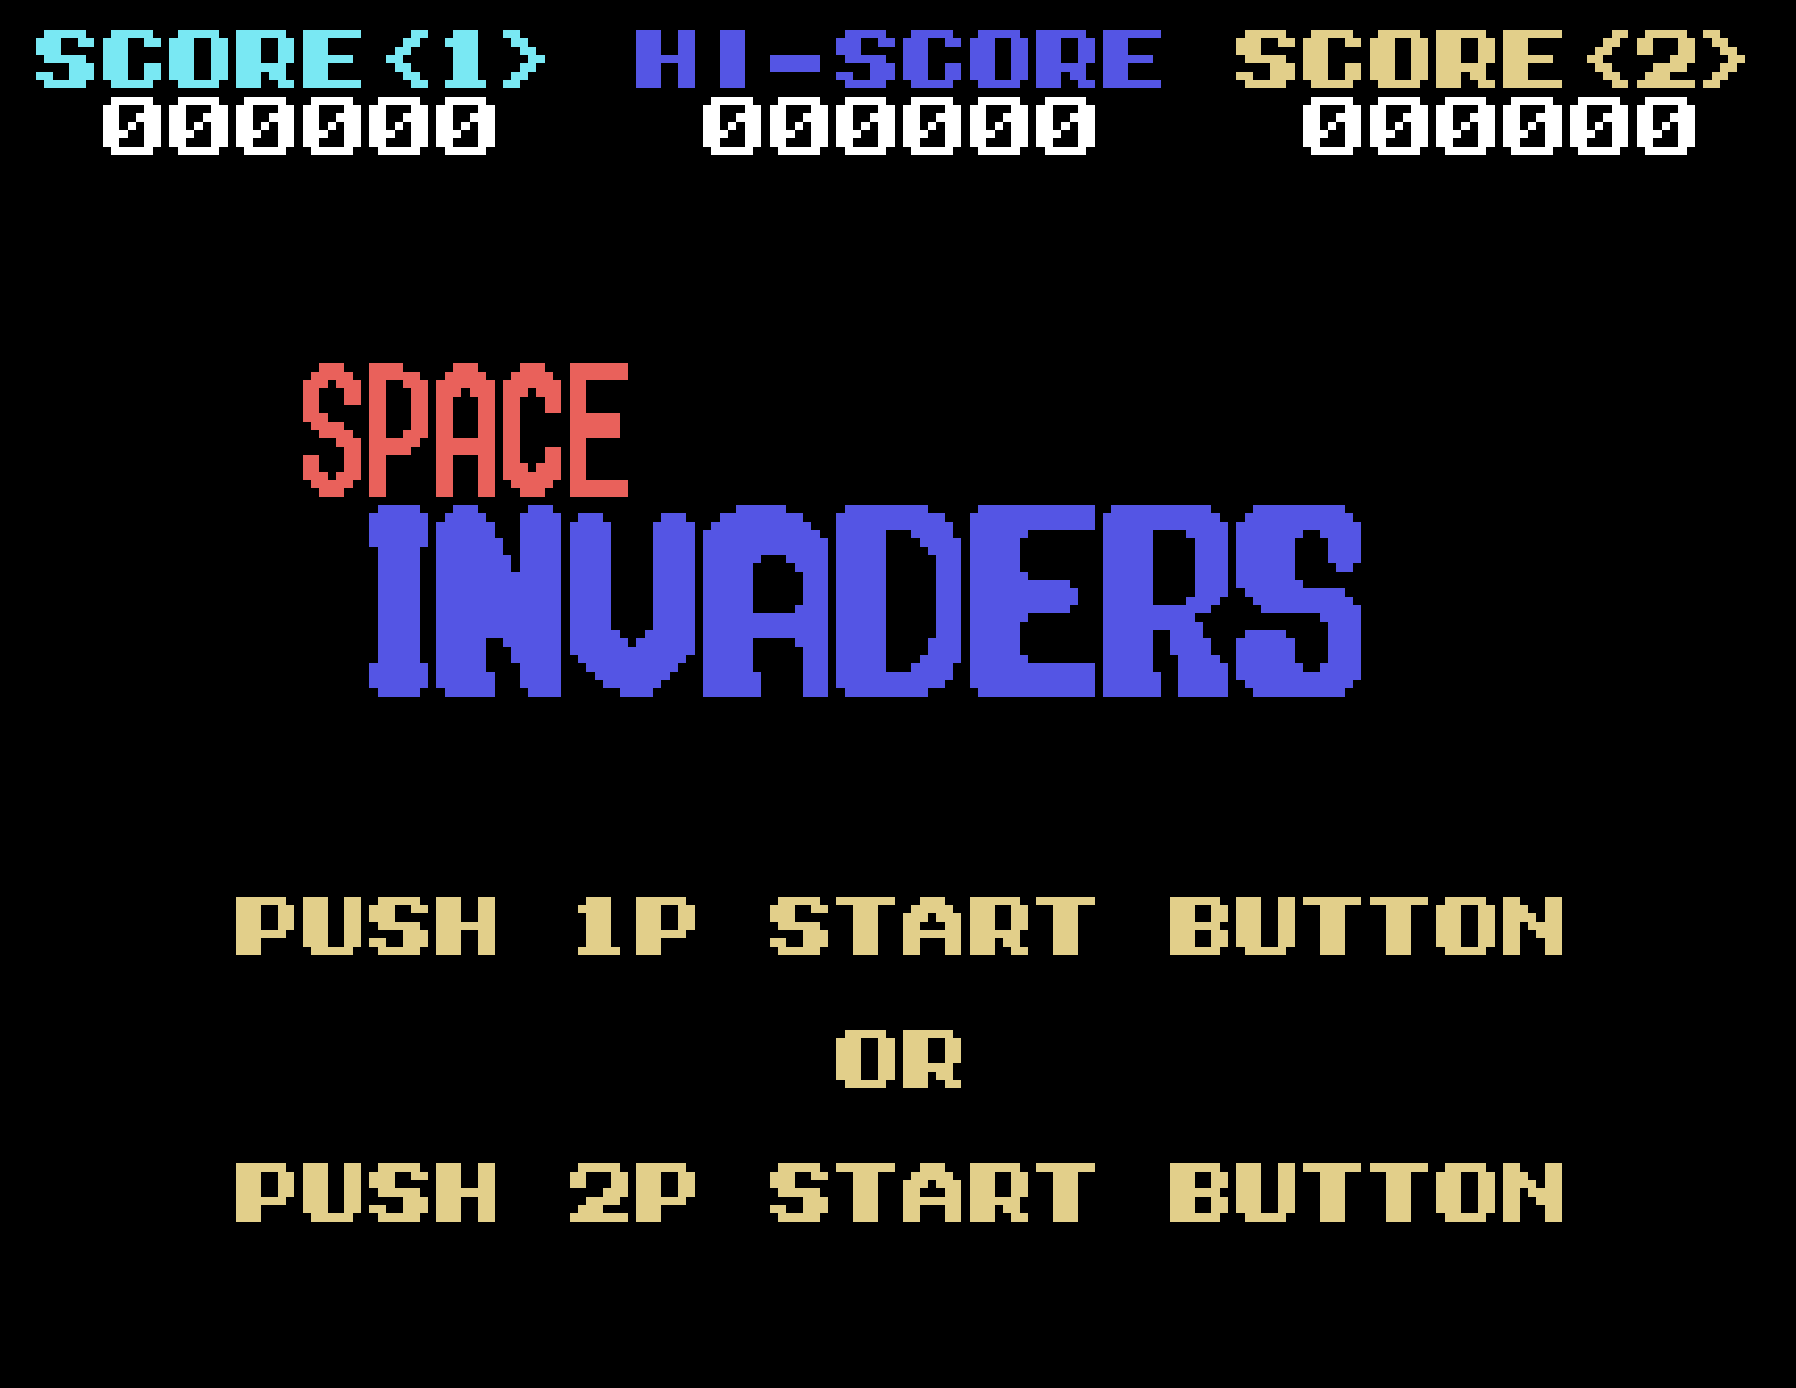 SCORE<1> HI-SCORE SCORE<2>
000000 000000 000000
SPACE
INVADERS
PUSH 1P START BUTTON
OR
PUSH 2P START BUTTON